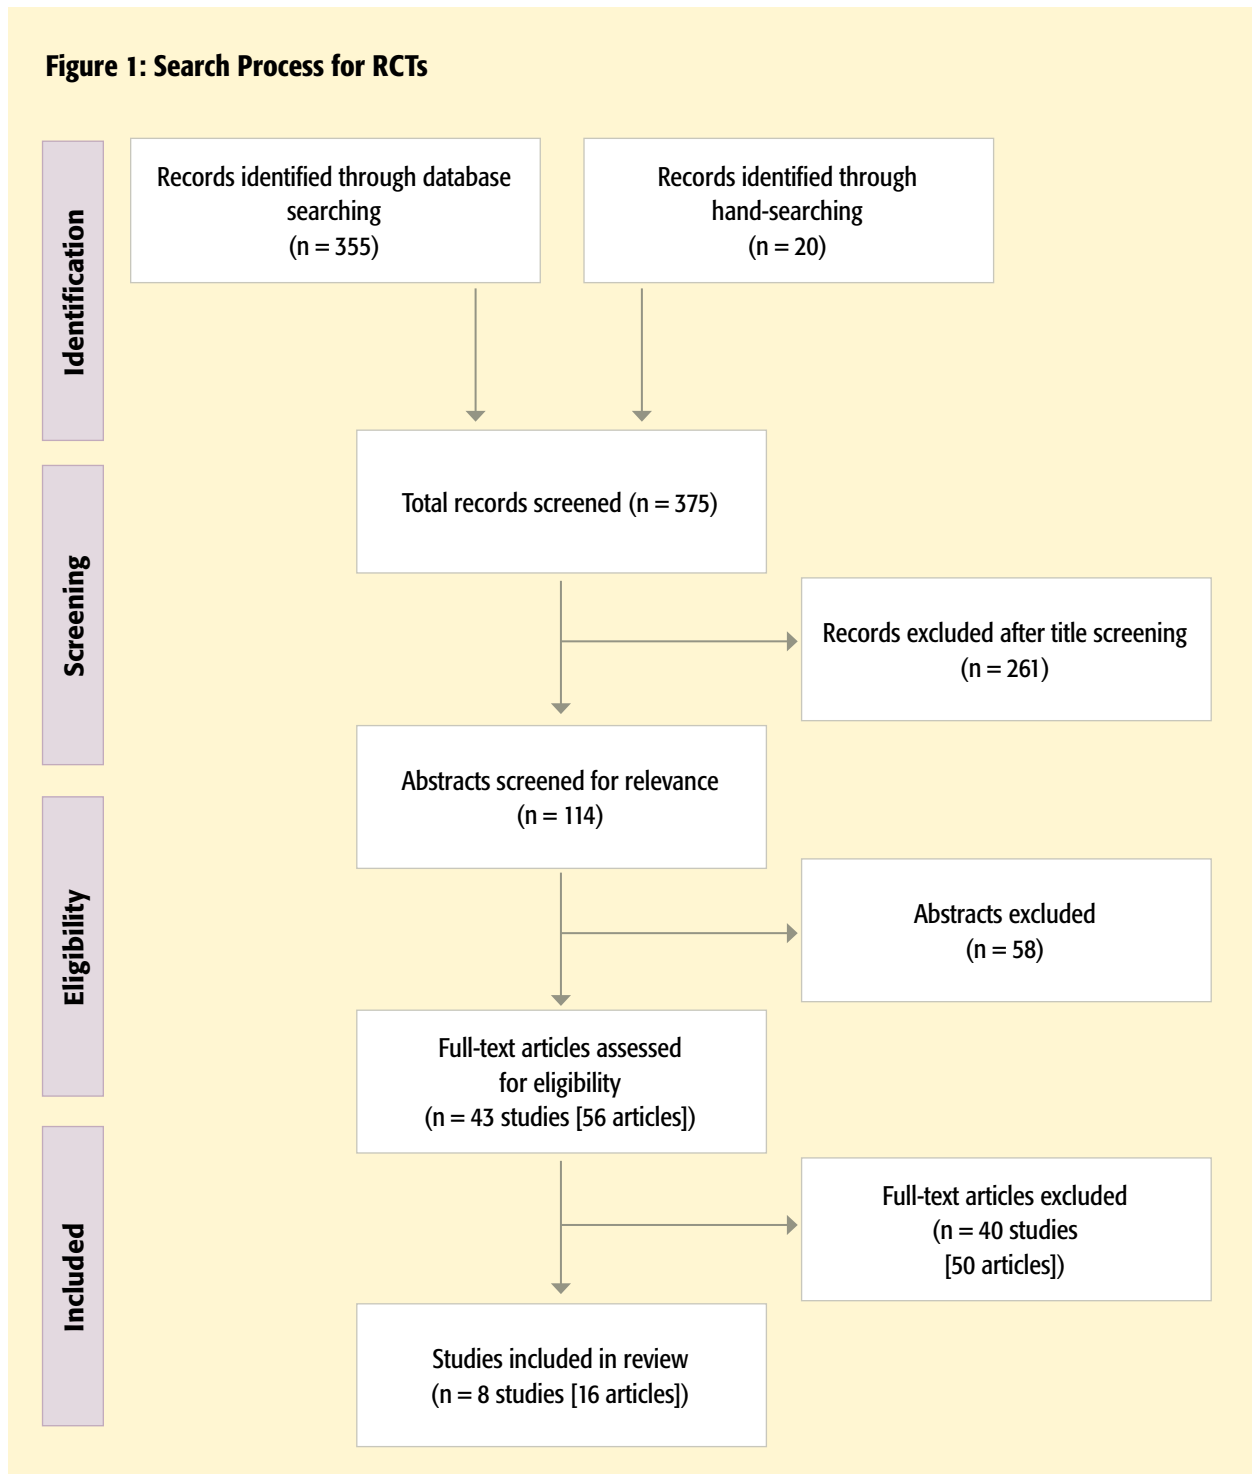 Figure 1: Search Process for RCTs
Identification
Records identified through database
searching
(n = 355)
Records identified through
hand-searching
(n = 20)
Total records screened (n = 375)
Screening
Records excluded after title screening
(n = 261)
Abstracts screened for relevance
(n = 114)
Eligibility
Abstracts excluded
(n = 58)
Full-text articles assessed
for eligibility
(n = 43 studies [56 articles])
Included
Full-text articles excluded
(n = 40 studies
[50 articles])
Studies included in review
(n = 8 studies [16 articles])